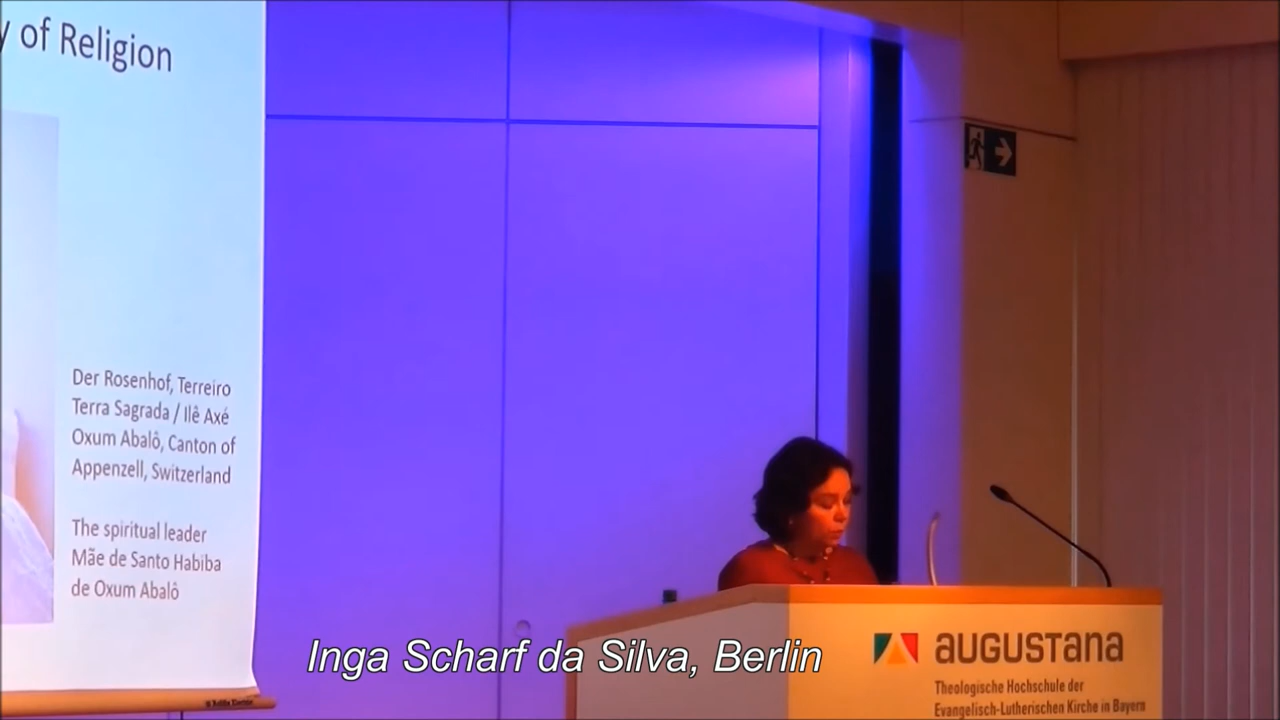 of Religion
Der Rosenhof, Terreiro
Terra Sagrada / Ilê Axé
Oxum Abalô, Canton of
Appenzell, Switzerland
The spiritual leader
Mãe de Santo Habiba
de Oxum Abalô
Inga Scharf da Silva, Berlin
augustana
Theologische Hochschule der
Evangelisch-Lutherischen Kirche in Bayern